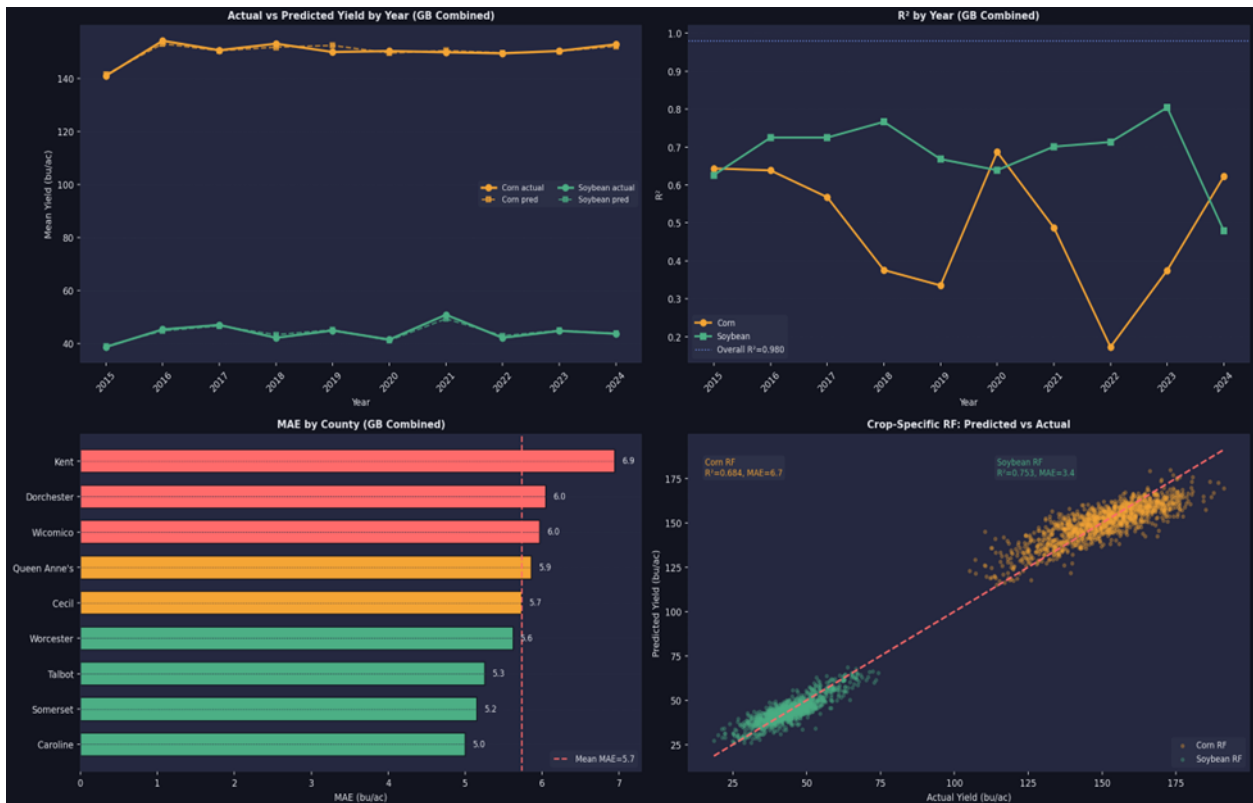 Actual vs Predicted Yield by Year (GB Combined)
Mean Yield (bu/ac)
140
120
100
80
60
40
Corn actual
Corn pred
Soybean actual
Soybean pred
2015 2016 2017 2018 2019 2020 2021 2022 2023 2024
Year
R² by Year (GB Combined)
R²
1.0
0.9
0.8
0.7
0.6
0.5
0.4
0.3
0.2
Corn
Soybean
Overall R²=0.980
2015 2016 2017 2018 2019 2020 2021 2022 2023 2024
Year
MAE by County (GB Combined)
Kent 6.9
Dorchester 6.0
Wicomico 6.0
Queen Anne's 5.9
Cecil 5.7
Worcester 5.6
Talbot 5.3
Somerset 5.2
Caroline 5.0
Mean MAE=5.7
0 1 2 3 4 5 6 7
MAE (bu/ac)
Crop-Specific RF: Predicted vs Actual
Predicted Yield (bu/ac)
175
150
125
100
75
50
25
Corn RF
R²=0.684, MAE=6.7
Soybean RF
R²=0.753, MAE=3.4
Corn RF
Soybean RF
25 50 75 100 125 150 175
Actual Yield (bu/ac)